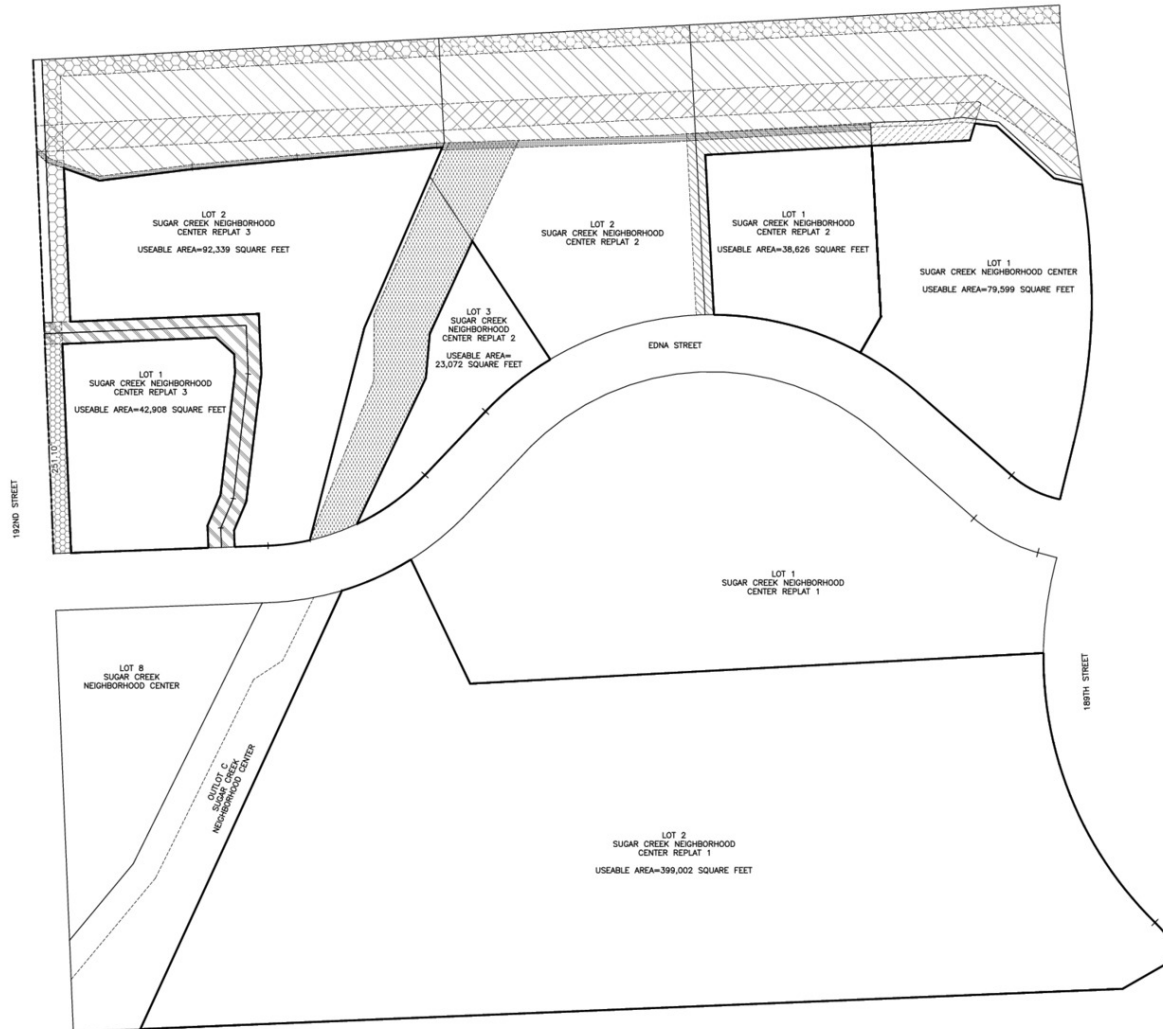 LOT 2
SUGAR CREEK NEIGHBORHOOD
CENTER REPLAT 3
USEABLE AREA=92,339 SQUARE FEET
LOT 2
SUGAR CREEK NEIGHBORHOOD
CENTER REPLAT 2
LOT 1
SUGAR CREEK NEIGHBORHOOD
CENTER REPLAT 2
USEABLE AREA=38,626 SQUARE FEET
LOT 1
SUGAR CREEK NEIGHBORHOOD CENTER
USEABLE AREA=79,599 SQUARE FEET
LOT 3
SUGAR CREEK
NEIGHBORHOOD
CENTER REPLAT 2
USEABLE AREA=
23,072 SQUARE FEET
EDNA STREET
LOT 1
SUGAR CREEK NEIGHBORHOOD
CENTER REPLAT 3
USEABLE AREA=42,908 SQUARE FEET
251.10
192ND STREET
LOT 1
SUGAR CREEK NEIGHBORHOOD
CENTER REPLAT 1
LOT 8
SUGAR CREEK
NEIGHBORHOOD CENTER
189TH STREET
OUTLOT C
SUGAR CREEK
NEIGHBORHOOD CENTER
LOT 2
SUGAR CREEK NEIGHBORHOOD
CENTER REPLAT 1
USEABLE AREA=399,002 SQUARE FEET